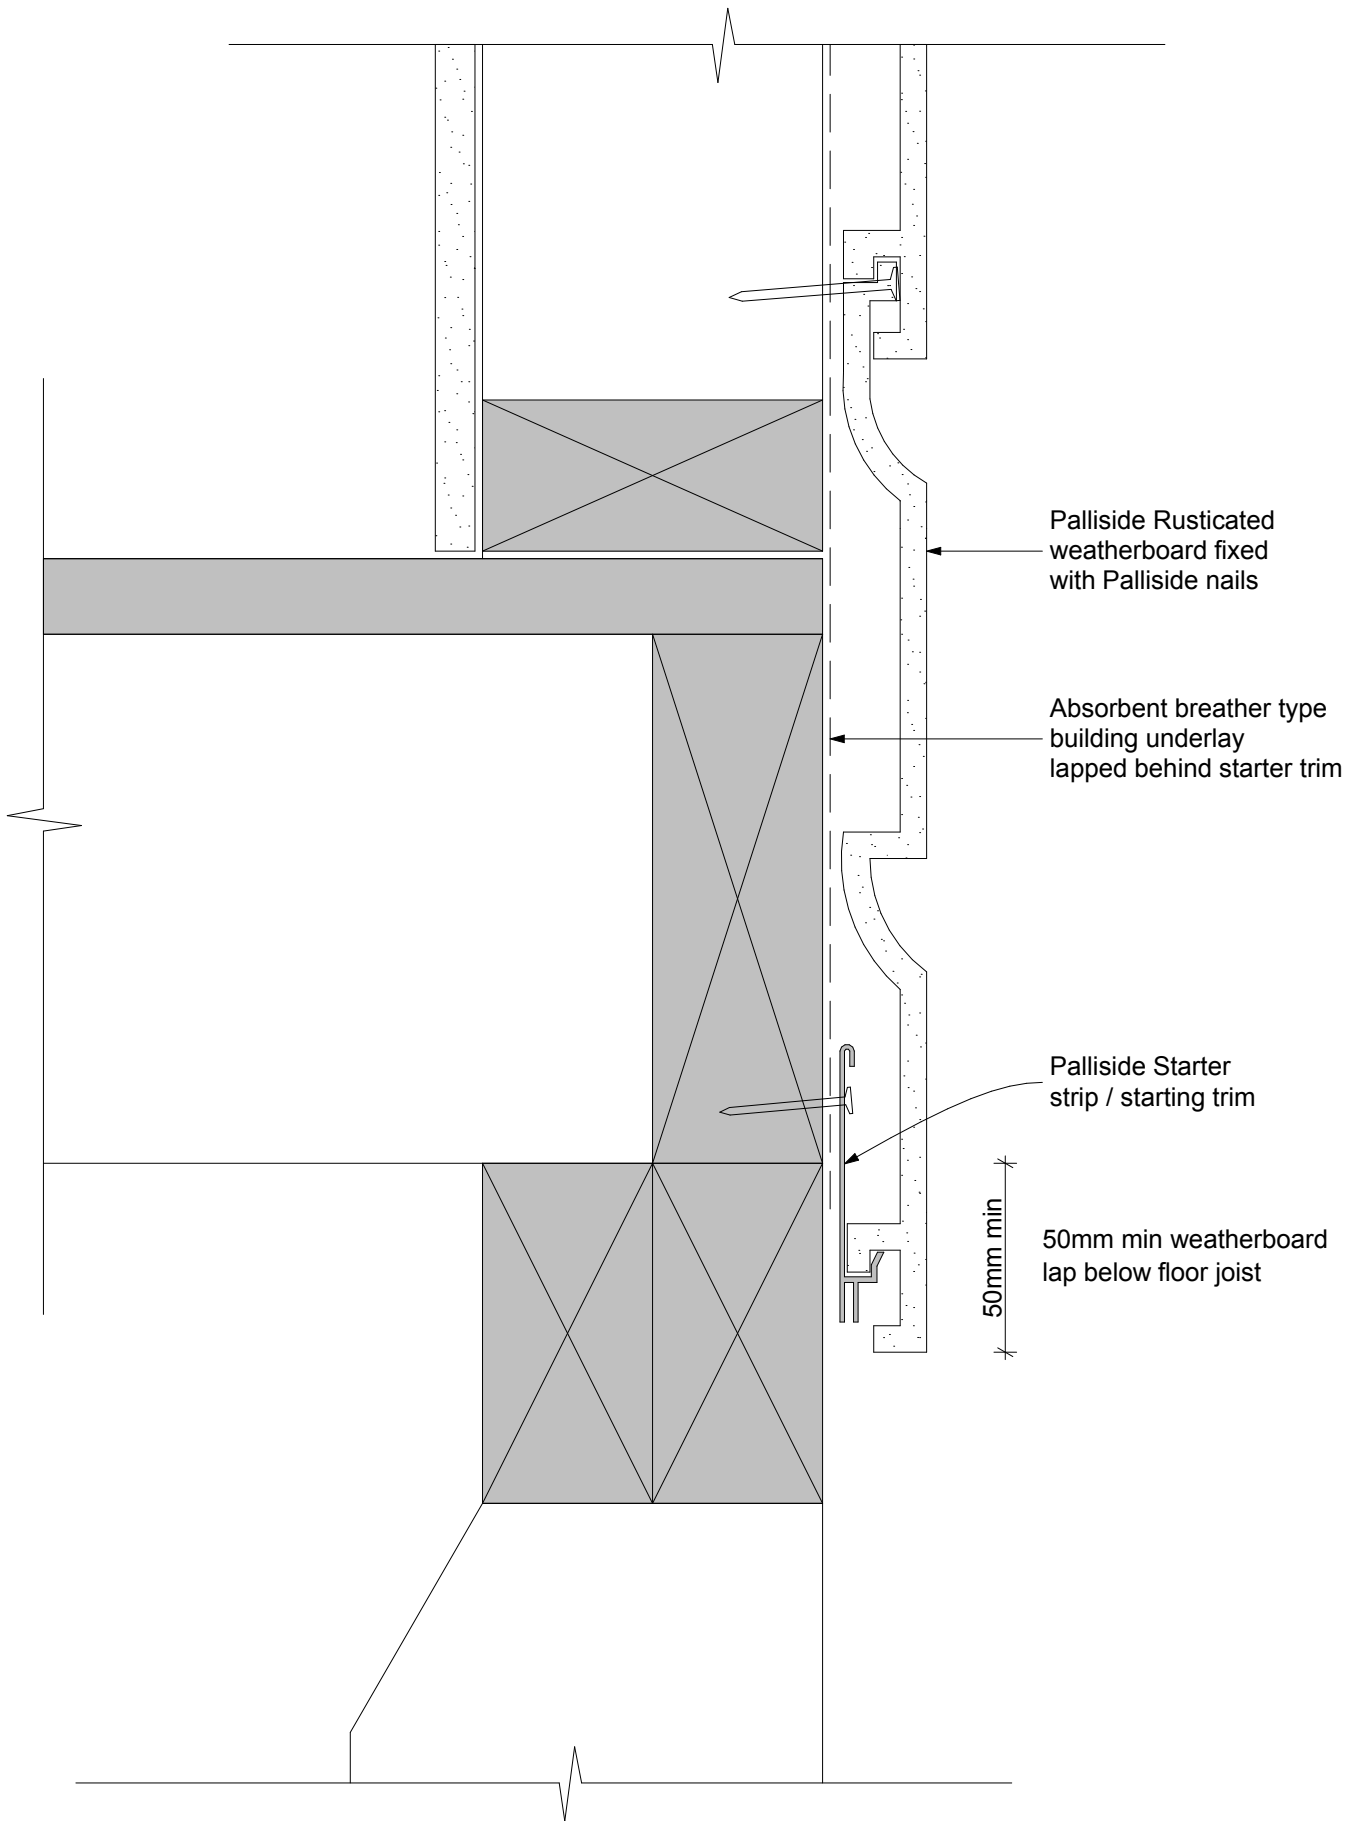 Palliside Rusticated
weatherboard fixed
with Palliside nails
Absorbent breather type
building underlay
lapped behind starter trim
Palliside Starter
strip / starting trim
50mm min
50mm min weatherboard
lap below floor joist